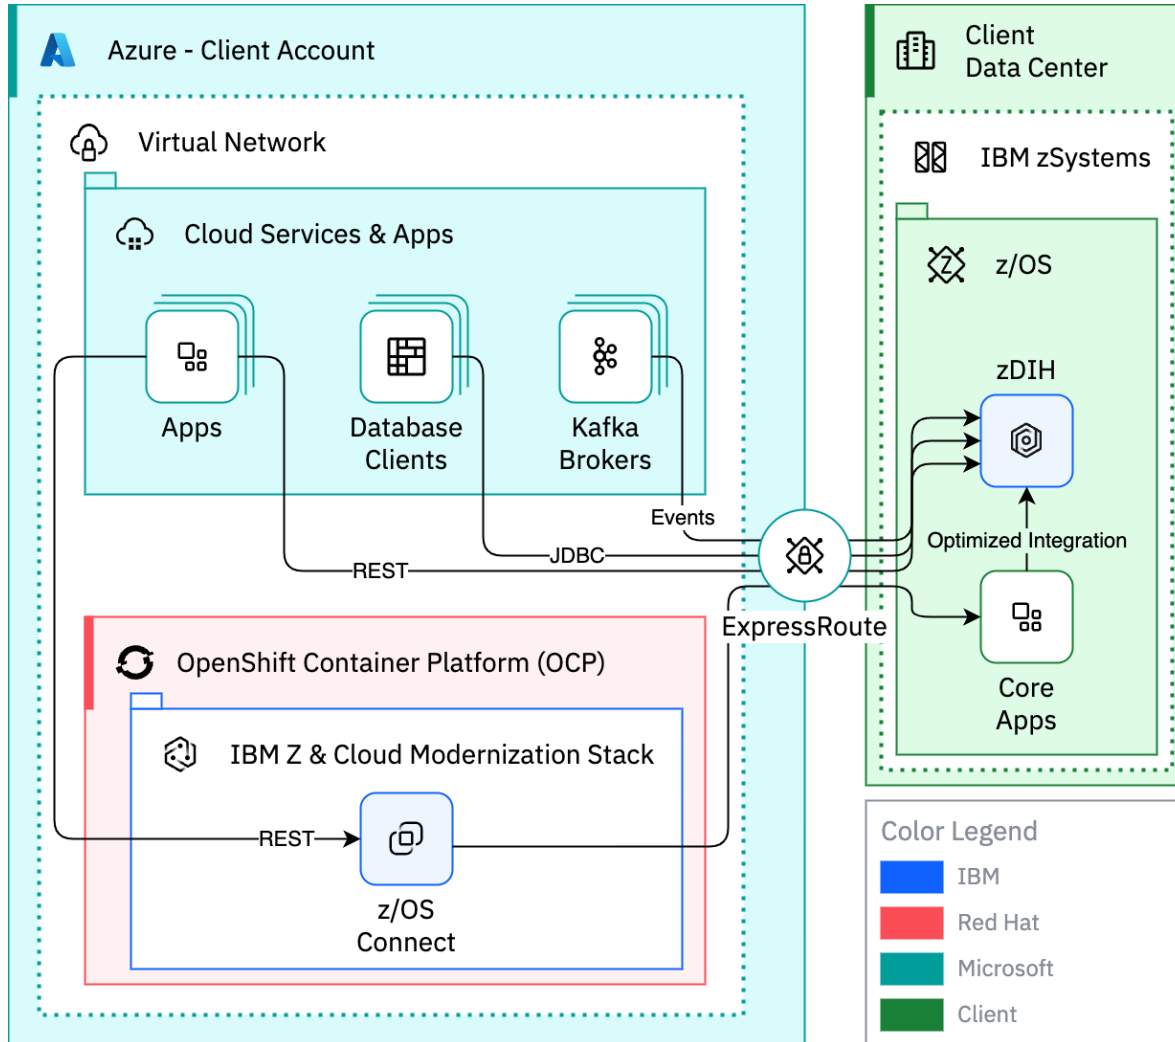 Azure - Client Account
Virtual Network
Cloud Services & Apps
Apps
Database
Clients
Kafka
Brokers
Events
JDBC
REST
ExpressRoute
OpenShift Container Platform (OCP)
IBM Z & Cloud Modernization Stack
REST
z/OS
Connect
Client
Data Center
IBM zSystems
Z
z/OS
zDIH
Optimized Integration
Core
Apps
Color Legend
IBM
Red Hat
Microsoft
Client